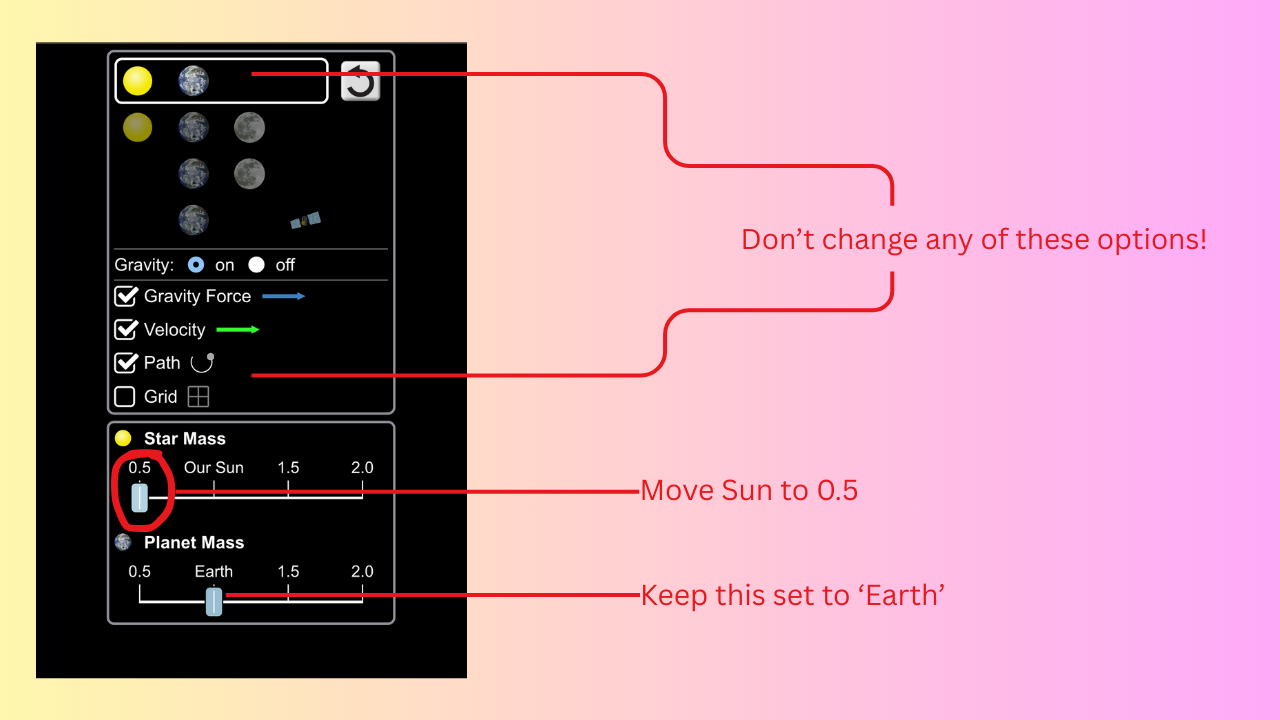 Gravity: on off
Gravity Force
Velocity
Path
Grid
Don’t change any of these options!
Star Mass
0.5 Our Sun 1.5 2.0
Move Sun to 0.5
Planet Mass
0.5 Earth 1.5 2.0
Keep this set to ‘Earth’